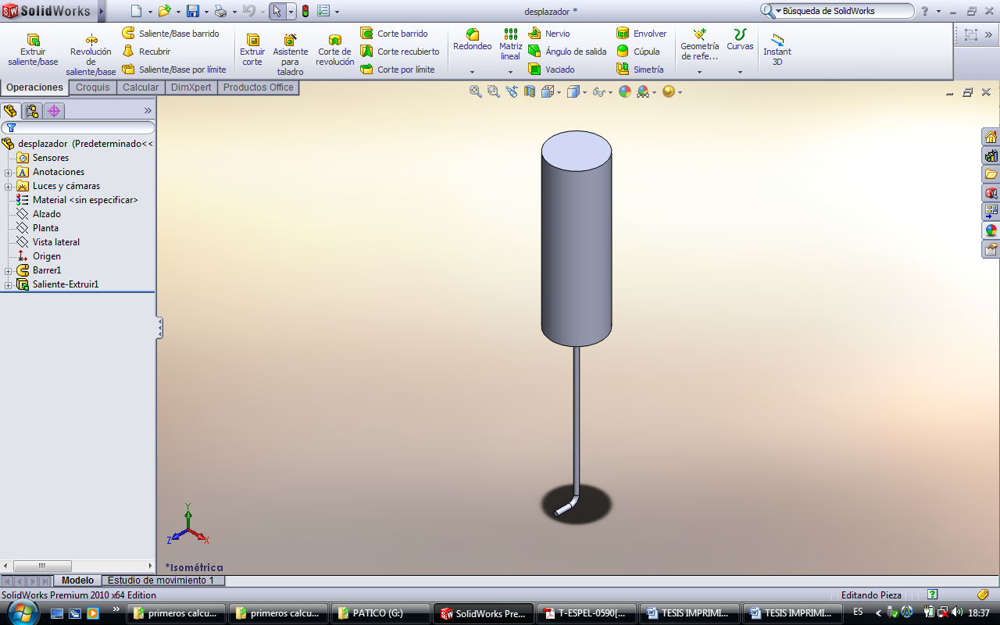 SolidWorks
desplazador *
Búsqueda de SolidWorks
Extruir
saliente/base
Revolución
de
saliente/base
Saliente/Base barrido
Recubrir
Saliente/Base por límite
Extruir
corte
Asistente
para
taladro
Corte de
revolución
Corte barrido
Corte recubierto
Corte por límite
Redondeo
Matriz
lineal
Nervio
Ángulo de salida
Vaciado
Envolver
Cúpula
Simetría
Geometría
de refe...
Curvas
Instant
3D
Operaciones
Croquis
Calcular
DimXpert
Productos Office
desplazador (Predeterminado<<
Sensores
Anotaciones
Luces y cámaras
Material <sin especificar>
Alzado
Planta
Vista lateral
Origen
Barrer1
Saliente-Extruir1
Y
Z
X
*Isométrica
Modelo
Estudio de movimiento 1
SolidWorks Premium 2010 x64 Edition
Editando Pieza
primeros calcu...
primeros calcu...
PATICO (G:)
SolidWorks Pre...
T-ESPEL-0590[...
TESIS IMPRIMI...
TESIS IMPRIMI...
ES
18:37